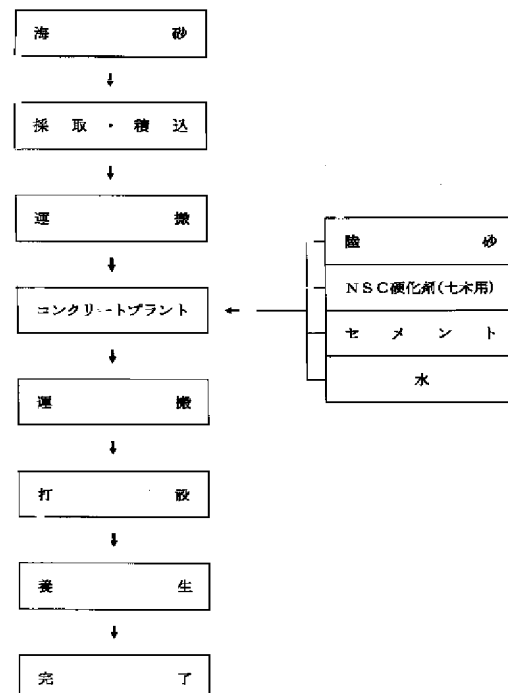 海砂
採取・積込
運搬
コンクリートプラント
運搬
打設
養生
完了
陸砂
NSC硬化剤(土木用)
セメント
水